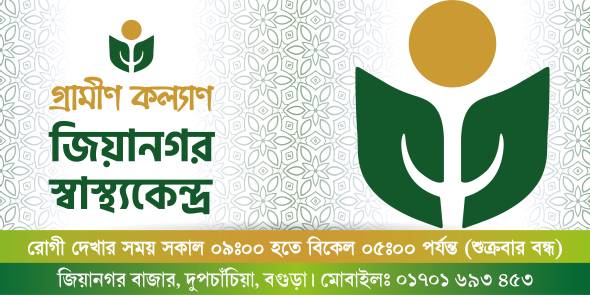 গ্রামীণ কল্যাণ
জিয়ানগর
স্বাস্থ্যকেন্দ্র
রোগী দেখার সময় সকাল ০৯ঃ০০ হতে বিকেল ০৫ঃ০০ পর্যন্ত (শুক্রবার বন্ধ)
জিয়ানগর বাজার, দুপচাঁচিয়া, বগুড়া। মোবাইলঃ ০১৭০১ ৬৯৩ ৪৫৩